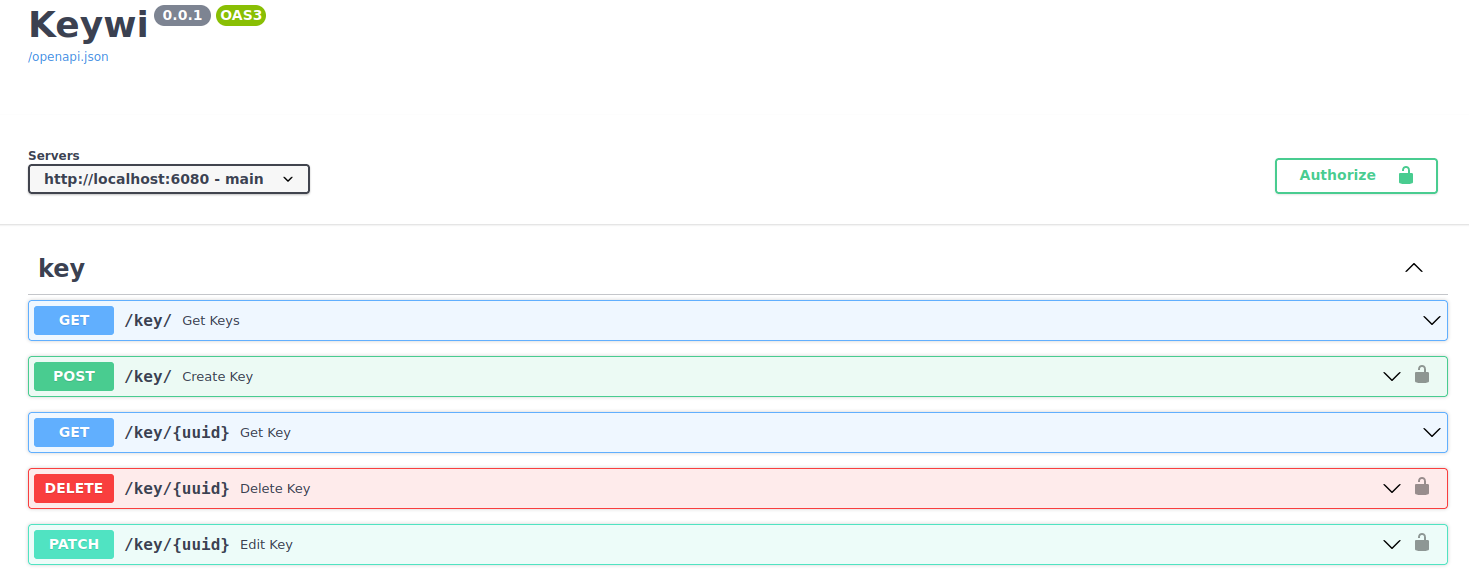 Keywi 0.0.1 OAS3
/openapi.json
Servers
http://localhost:6080 - main
Authorize
key
GET /key/ Get Keys
POST /key/ Create Key
GET /key/{uuid} Get Key
DELETE /key/{uuid} Delete Key
PATCH /key/{uuid} Edit Key